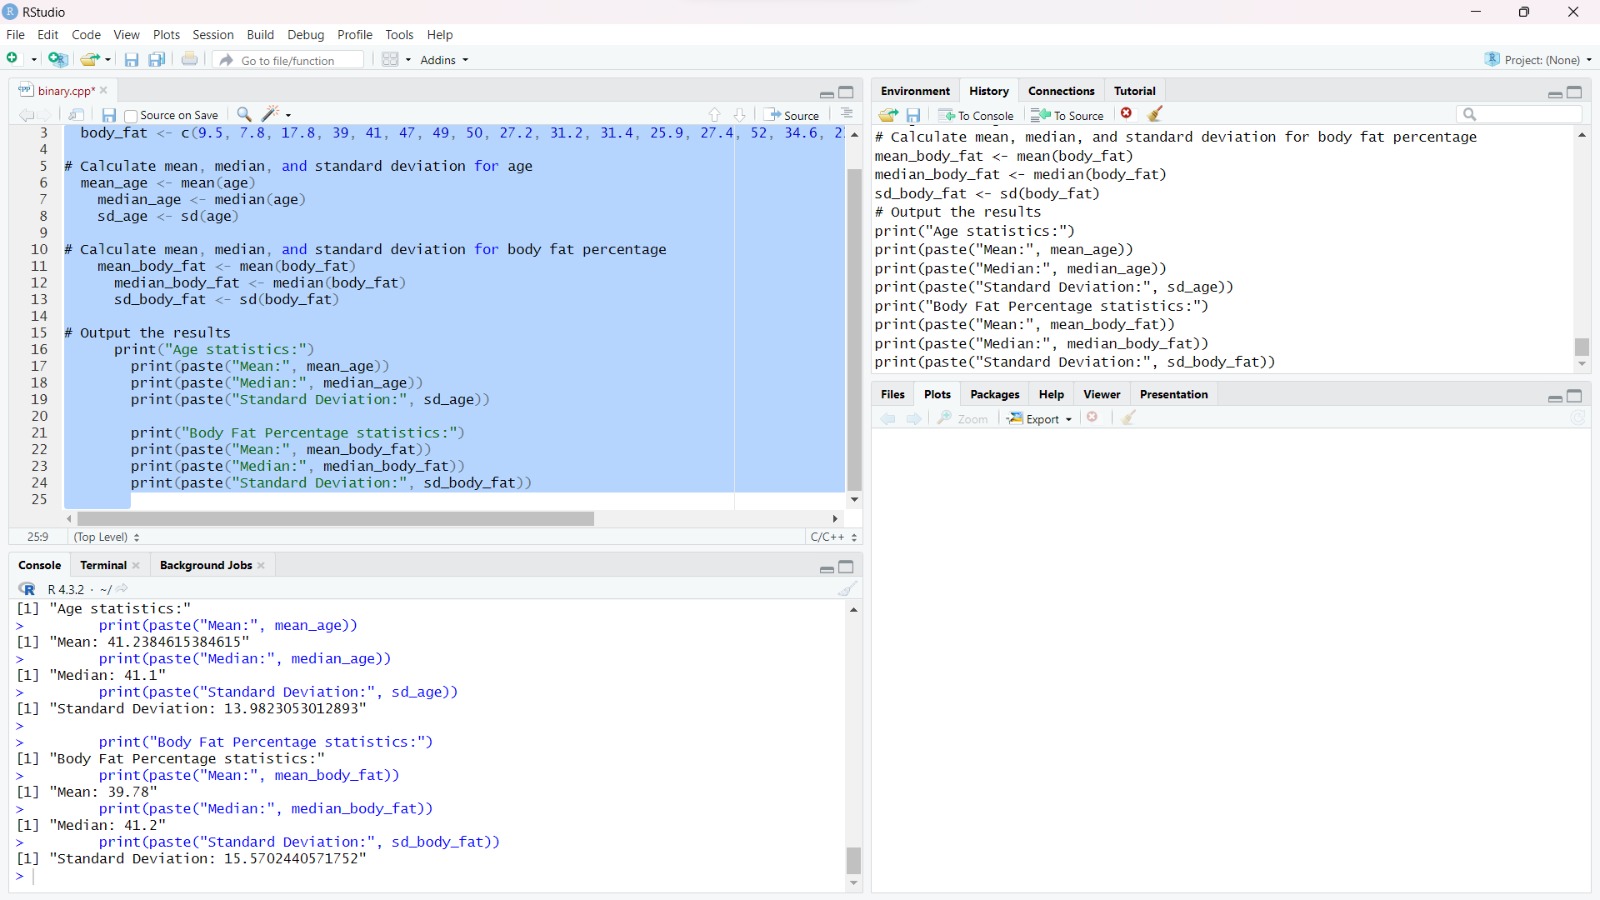 RStudio
File Edit Code View Plots Session Build Debug Profile Tools Help
Go to file/function Addins Project: (None)
binary.cpp*
Source on Save Source
3 body_fat <- c(9.5, 7.8, 17.8, 39, 41, 47, 49, 50, 27.2, 31.2, 31.4, 25.9, 27.4, 52, 34.6, 2
4
5 # Calculate mean, median, and standard deviation for age
6 mean_age <- mean(age)
7 median_age <- median(age)
8 sd_age <- sd(age)
9
10 # Calculate mean, median, and standard deviation for body fat percentage
11 mean_body_fat <- mean(body_fat)
12 median_body_fat <- median(body_fat)
13 sd_body_fat <- sd(body_fat)
14
15 # Output the results
16 print("Age statistics:")
17 print(paste("Mean:", mean_age))
18 print(paste("Median:", median_age))
19 print(paste("Standard Deviation:", sd_age))
20
21 print("Body Fat Percentage statistics:")
22 print(paste("Mean:", mean_body_fat))
23 print(paste("Median:", median_body_fat))
24 print(paste("Standard Deviation:", sd_body_fat))
25
25:9 (Top Level) C/C++
Console Terminal Background Jobs
R 4.3.2 · ~/
[1] "Age statistics:"
> print(paste("Mean:", mean_age))
[1] "Mean: 41.2384615384615"
> print(paste("Median:", median_age))
[1] "Median: 41.1"
> print(paste("Standard Deviation:", sd_age))
[1] "Standard Deviation: 13.9823053012893"
>
> print("Body Fat Percentage statistics:")
[1] "Body Fat Percentage statistics:"
> print(paste("Mean:", mean_body_fat))
[1] "Mean: 39.78"
> print(paste("Median:", median_body_fat))
[1] "Median: 41.2"
> print(paste("Standard Deviation:", sd_body_fat))
[1] "Standard Deviation: 15.5702440571752"
>
Environment History Connections Tutorial
To Console To Source
# Calculate mean, median, and standard deviation for body fat percentage
mean_body_fat <- mean(body_fat)
median_body_fat <- median(body_fat)
sd_body_fat <- sd(body_fat)
# Output the results
print("Age statistics:")
print(paste("Mean:", mean_age))
print(paste("Median:", median_age))
print(paste("Standard Deviation:", sd_age))
print("Body Fat Percentage statistics:")
print(paste("Mean:", mean_body_fat))
print(paste("Median:", median_body_fat))
print(paste("Standard Deviation:", sd_body_fat))
Files Plots Packages Help Viewer Presentation
Zoom Export